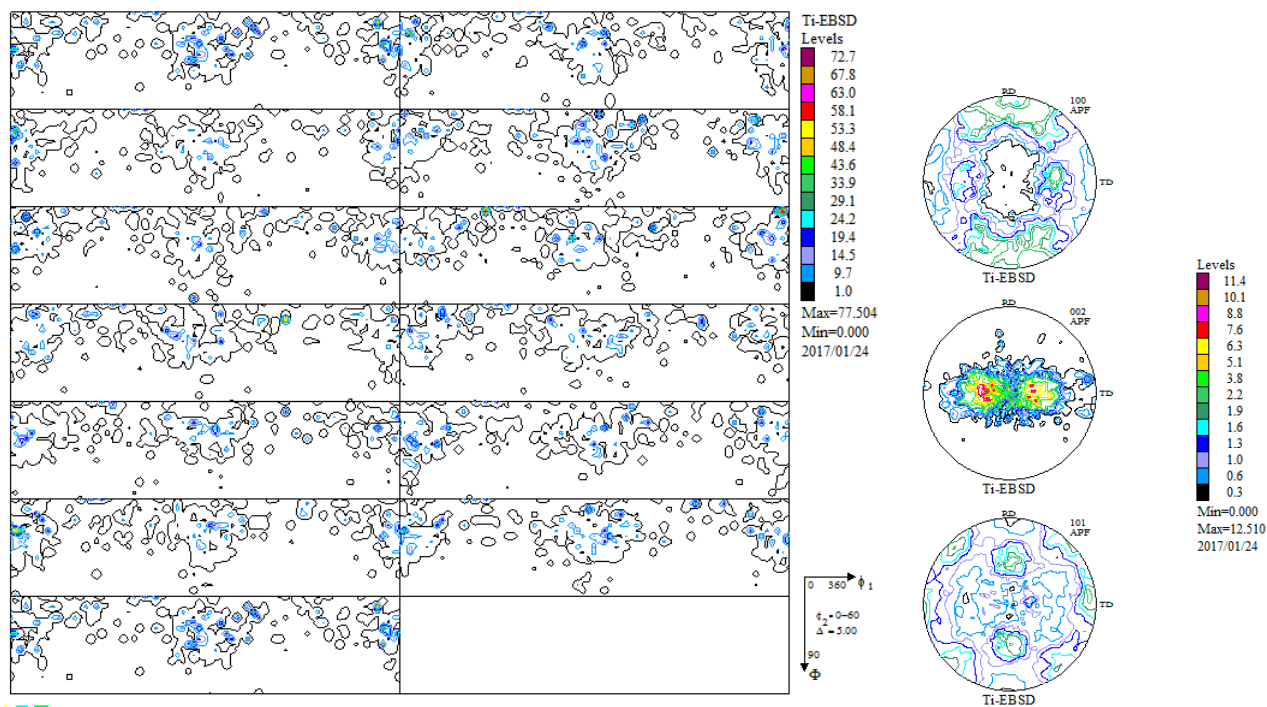 Ti-EBSD
Levels
72.7
67.8
63.0
58.1
53.3
48.4
43.6
33.9
29.1
24.2
19.4
14.5
9.7
1.0
Max=77.504
Min=0.000
2017/01/24
0 360 ϕ 1
ϕ2=0-60
Δ =5.00
90
Φ
RD
100
APF
TD
Ti-EBSD
RD
002
APF
TD
Ti-EBSD
RD
101
APF
TD
Ti-EBSD
Levels
11.4
10.1
8.8
7.6
6.3
5.1
3.8
2.2
1.9
1.6
1.3
1.0
0.6
0.3
Min=0.000
Max=12.510
2017/01/24